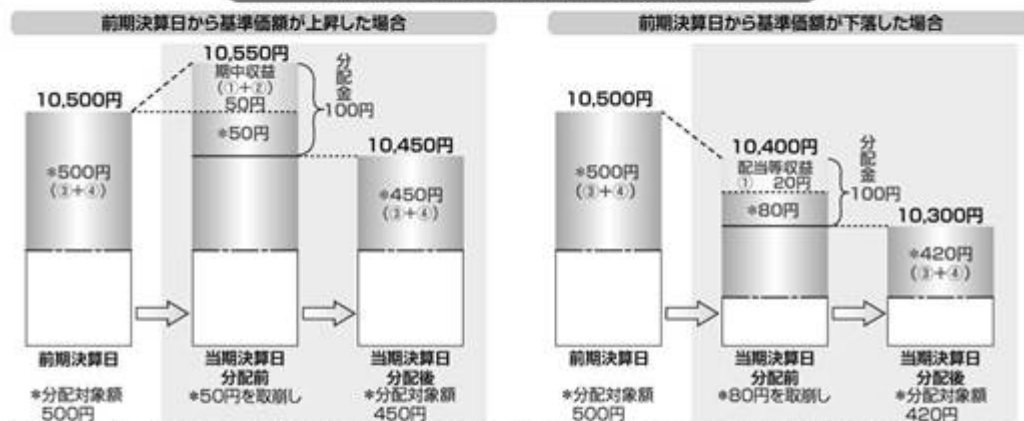 前期決算日から基準価額が上昇した場合
10,500円
*500円
(③+④)
10,550円
期中収益
(①+②)
50円
*50円
分配金
100円
10,450円
*450円
(③+④)
前期決算日
当期決算日
分配前
当期決算日
分配後
*分配対象額
500円
*50円を取崩し
*分配対象額
450円
前期決算日から基準価額が下落した場合
10,500円
*500円
(③+④)
10,400円
配当等収益
① 20円
*80円
分配金
100円
10,300円
*420円
(③+④)
前期決算日
当期決算日
分配前
当期決算日
分配後
*分配対象額
500円
*80円を取崩し
*分配対象額
420円